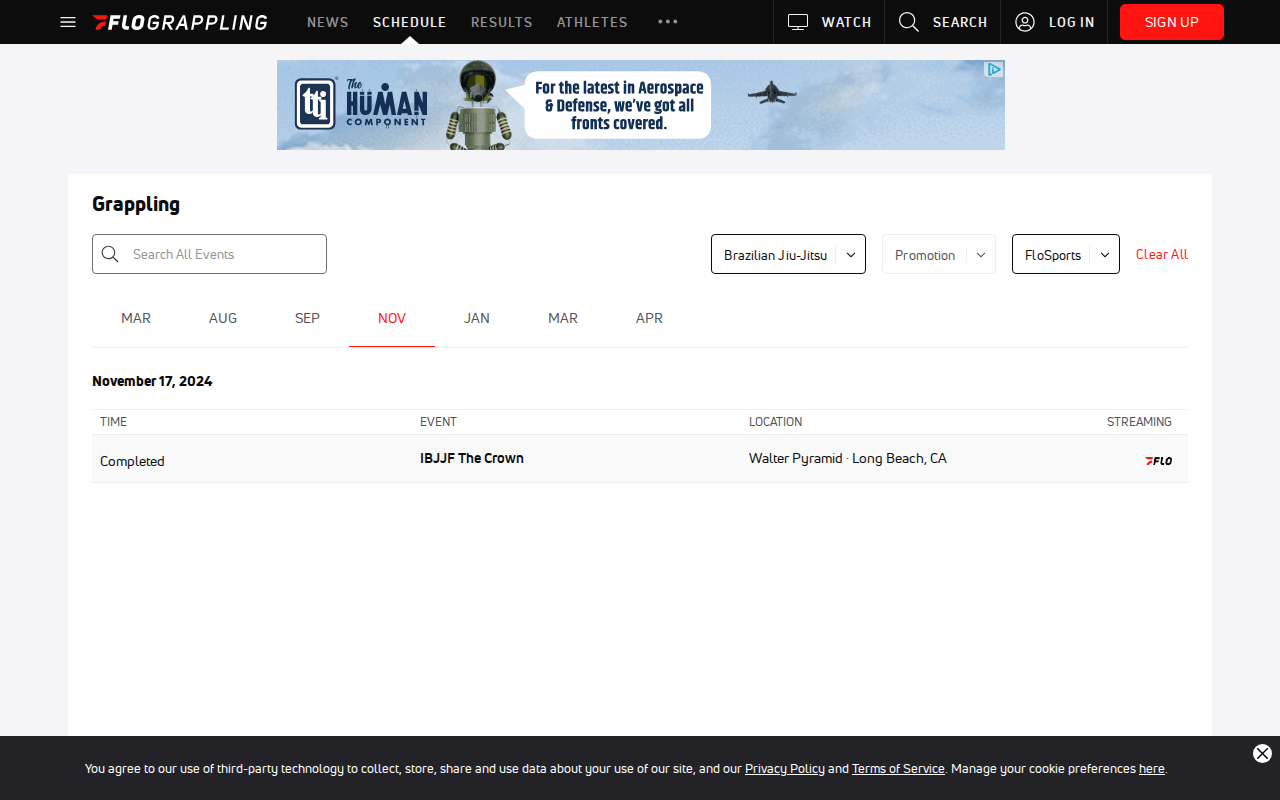 FLOGRAPPLING
NEWS
SCHEDULE
RESULTS
ATHLETES
WATCH
SEARCH
LOG IN
SIGN UP
tti
The
HUMAN
COMPONENT
For the latest in Aerospace
& Defense, we've got all
fronts covered.
Grappling
Search All Events
Brazilian Jiu-Jitsu
Promotion
FloSports
Clear All
MAR
AUG
SEP
NOV
JAN
MAR
APR
November 17, 2024
TIME
EVENT
LOCATION
STREAMING
Completed
IBJJF The Crown
Walter Pyramid · Long Beach, CA
FLO
You agree to our use of third-party technology to collect, store, share and use data about your use of our site, and our Privacy Policy and Terms of Service. Manage your cookie preferences here.